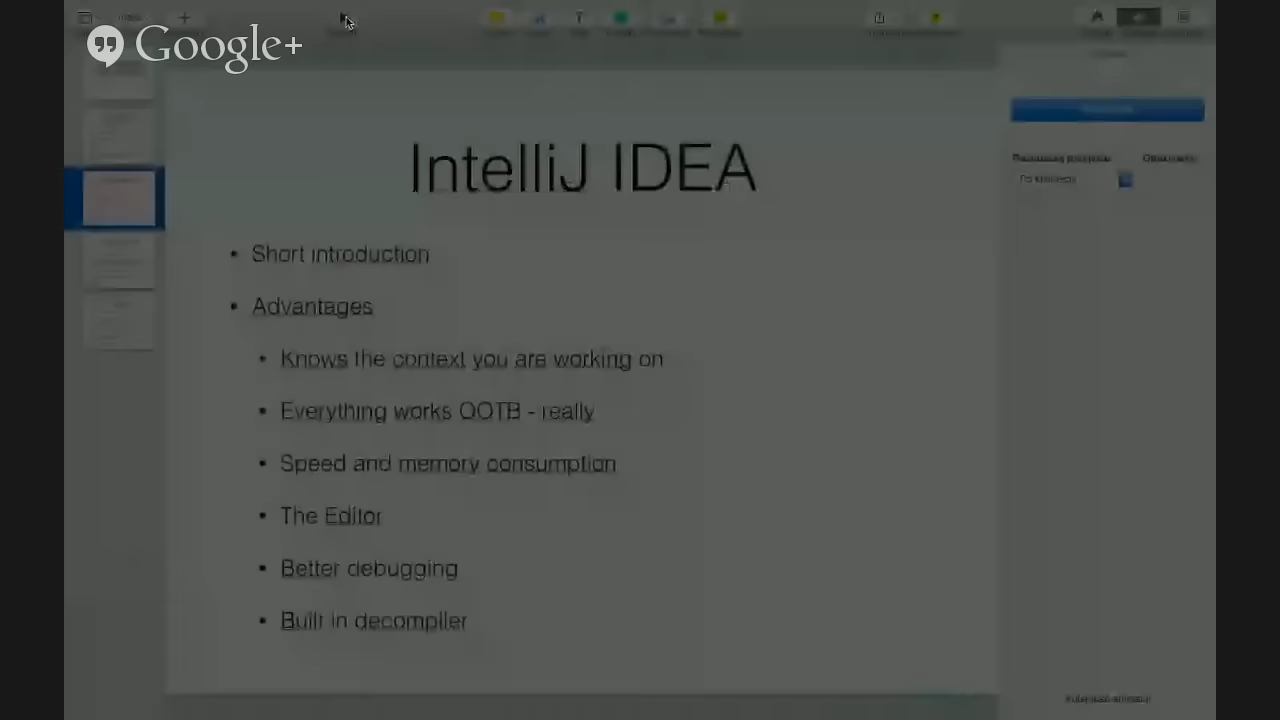 Google+
IntelliJ IDEA
• Short introduction
• Advantages
• Knows the context you are working on
• Everything works OOTB - really
• Speed and memory consumption
• The Editor
• Better debugging
• Built in decompiler